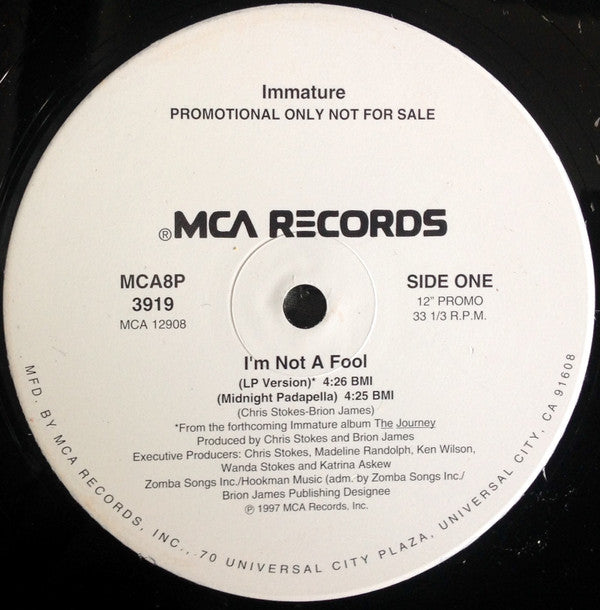 Immature
PROMOTIONAL ONLY NOT FOR SALE
®MCA RECORDS
MCA8P
3919
MCA 12908
SIDE ONE
12" PROMO
33 1/3 R.P.M.
I'm Not A Fool
(LP Version)* 4:26 BMI
(Midnight Padapella) 4:25 BMI
(Chris Stokes-Brion James)
*From the forthcoming Immature album The Journey
Produced by Chris Stokes and Brion James
Executive Producers: Chris Stokes, Madeline Randolph, Ken Wilson,
Wanda Stokes and Katrina Askew
Zomba Songs Inc./Hookman Music (adm. by Zomba Songs Inc./
Brion James Publishing Designee
℗ 1997 MCA Records, Inc.
MFD. BY MCA RECORDS, INC., 70 UNIVERSAL CITY PLAZA, UNIVERSAL CITY, CA 91608